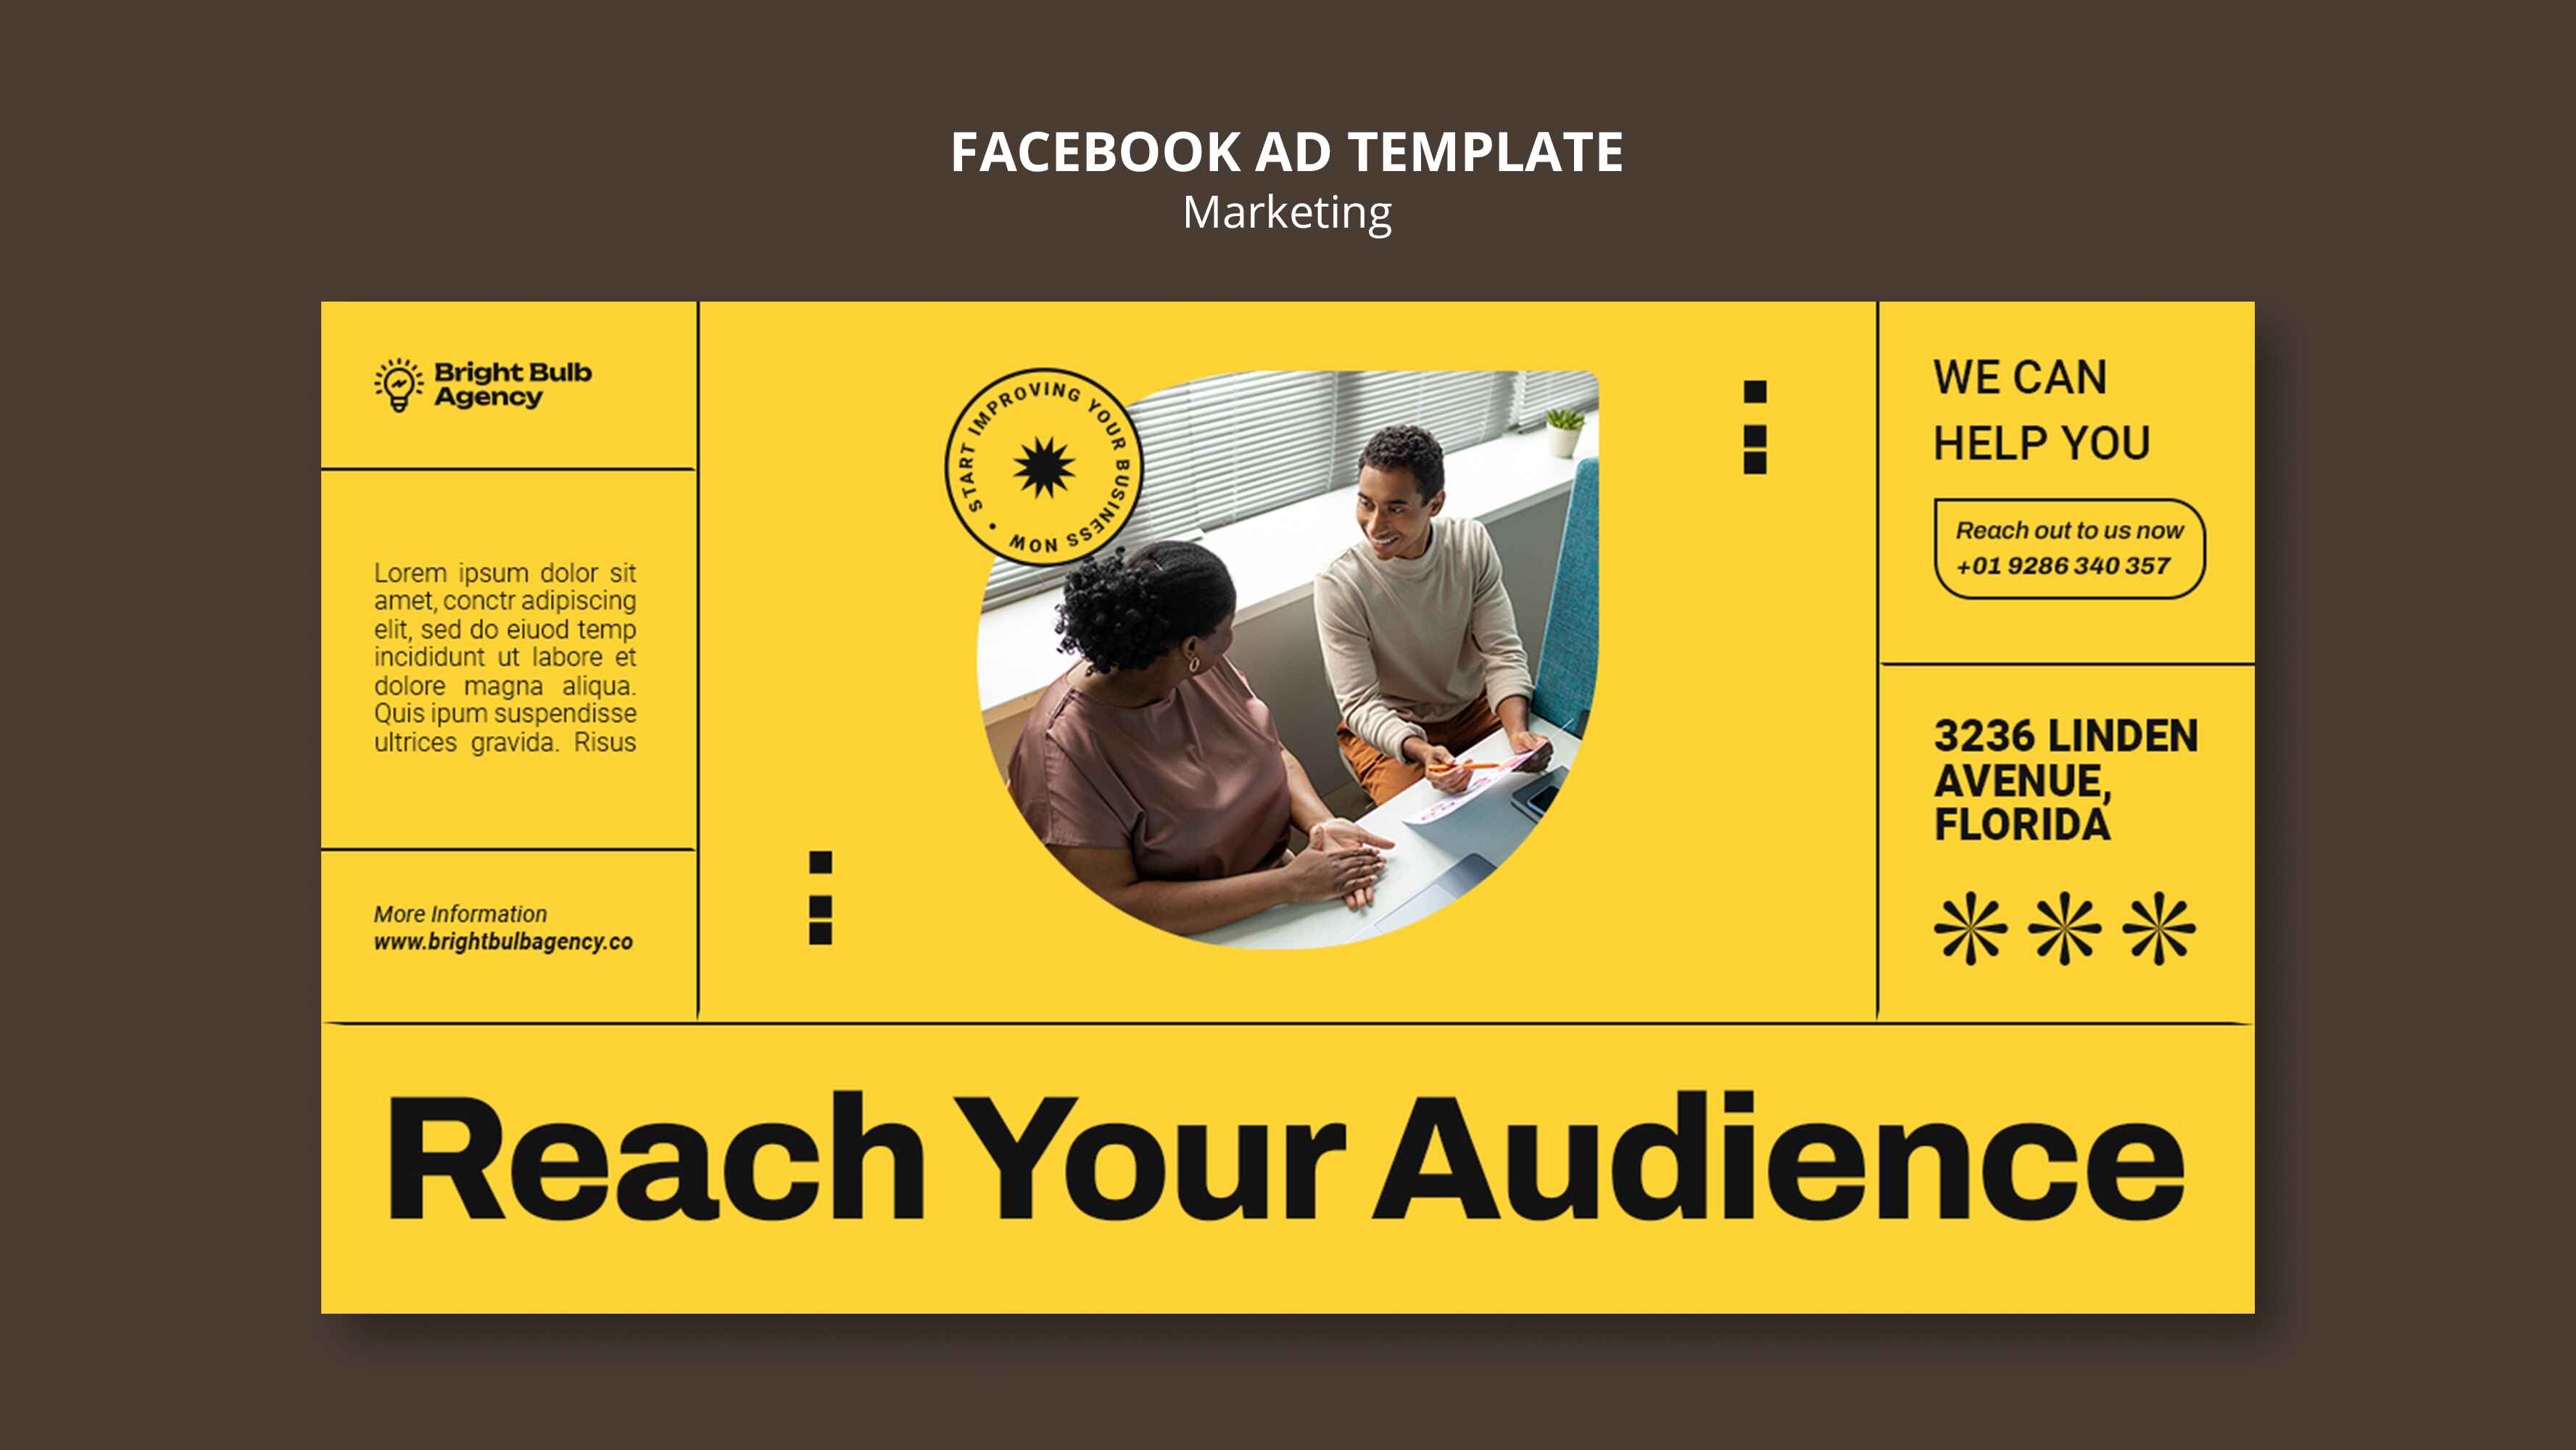 FACEBOOK AD TEMPLATE
Marketing
Bright Bulb
Agency
Lorem ipsum dolor sit
amet, conctr adipiscing
elit, sed do eiuod temp
incididunt ut labore et
dolore magna aliqua.
Quis ipum suspendisse
ultrices gravida. Risus
More Information
www.brightbulbagency.co
START IMPROVING YOUR BUSINESS NOW •
WE CAN
HELP YOU
Reach out to us now
+01 9286 340 357
3236 LINDEN
AVENUE,
FLORIDA
Reach Your Audience